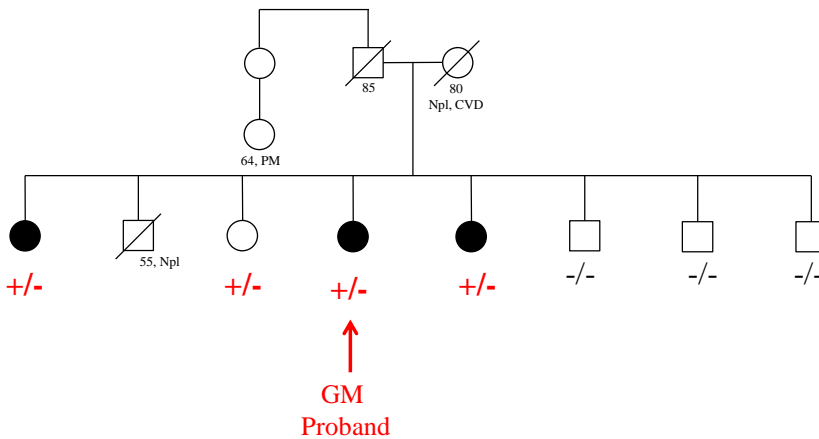 85
80
Npl, CVD
64, PM
55, Npl
+/- +/- +/- +/- -/- -/- -/-
GM
Proband